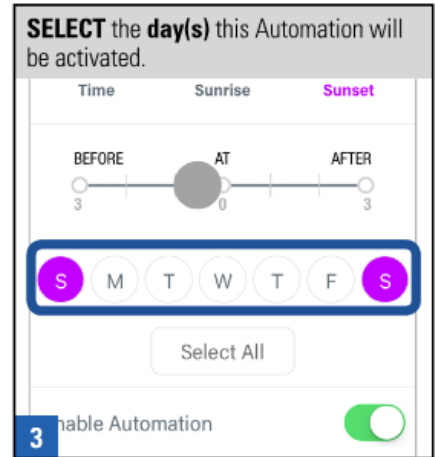 SELECT the day(s) this Automation will
be activated.
Time Sunrise Sunset
BEFORE AT AFTER
3 0 3
S M T W T F S
Select All
nable Automation
3